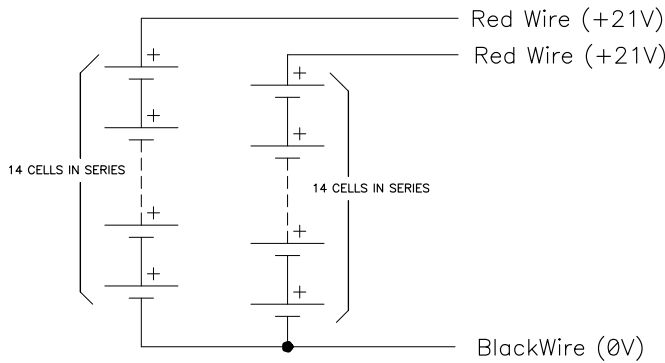 Red Wire (+21V)
Red Wire (+21V)
14 CELLS IN SERIES
14 CELLS IN SERIES
BlackWire (0V)